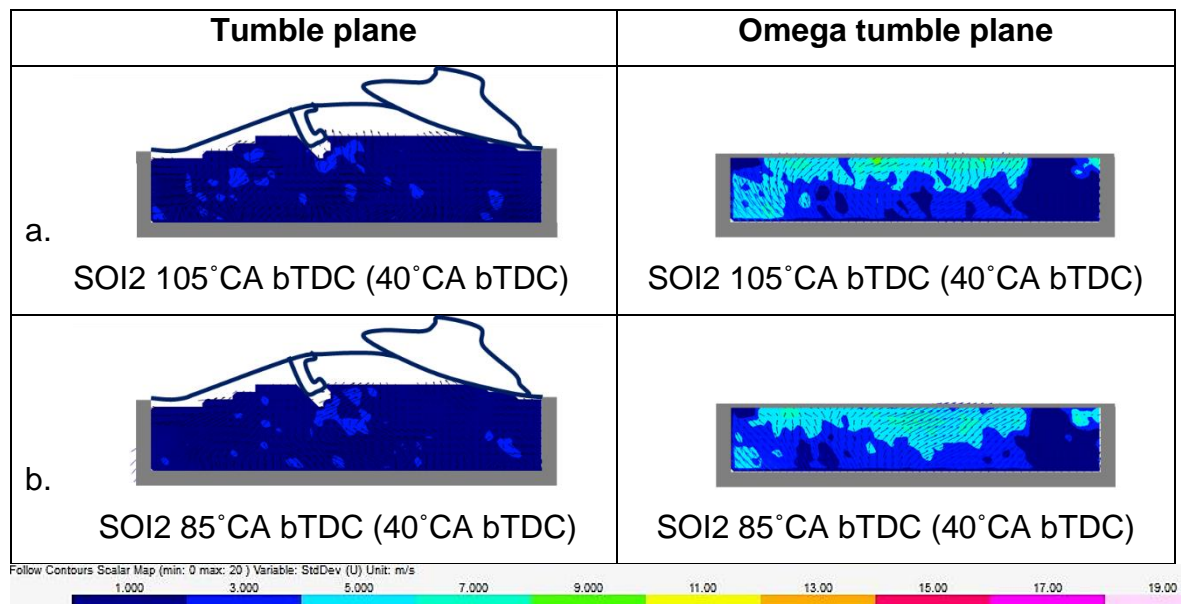 Tumble plane
Omega tumble plane
a.
SOI2 105˚CA bTDC (40˚CA bTDC)
SOI2 105˚CA bTDC (40˚CA bTDC)
b.
SOI2 85˚CA bTDC (40˚CA bTDC)
SOI2 85˚CA bTDC (40˚CA bTDC)
Follow Contours Scalar Map (min: 0 max: 20 ) Variable: StdDev (U) Unit: m/s
1.000 3.000 5.000 7.000 9.000 11.00 13.00 15.00 17.00 19.00